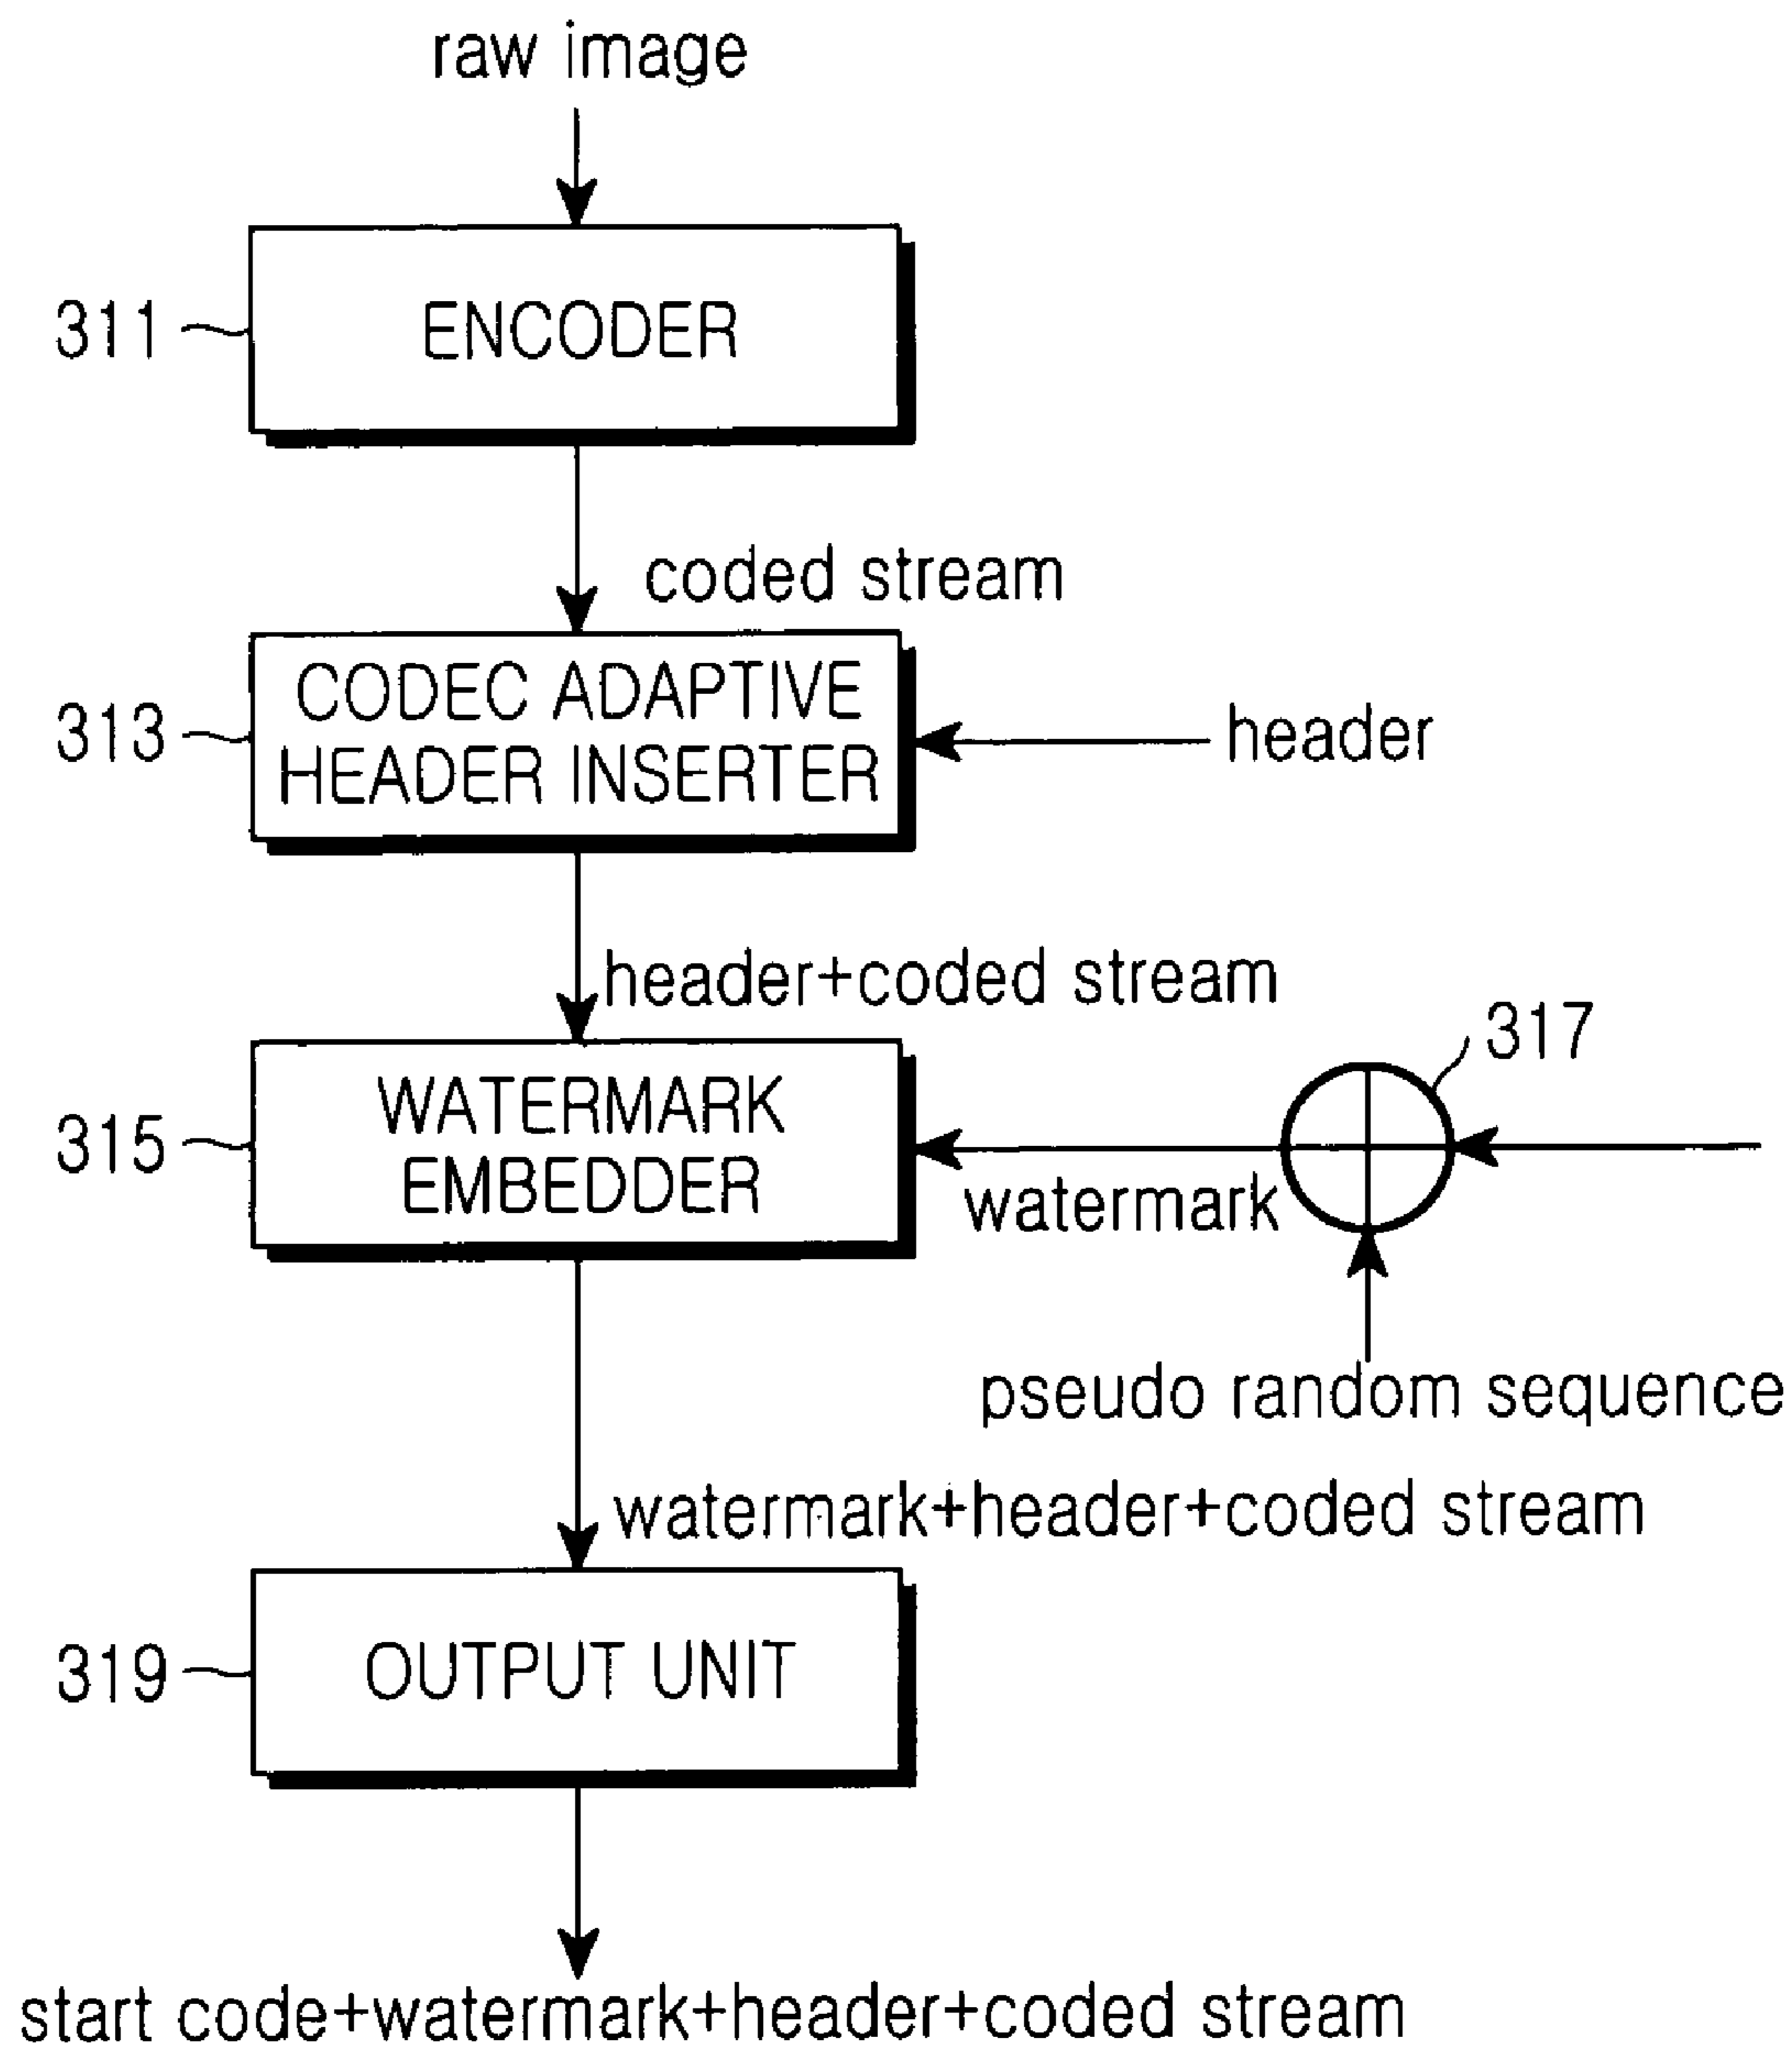 raw image
311
ENCODER
coded stream
313
CODEC ADAPTIVE
HEADER INSERTER
header
header+coded stream
317
315
WATERMARK
EMBEDDER
watermark
pseudo random sequence
watermark+header+coded stream
319
OUTPUT UNIT
start code+watermark+header+coded stream